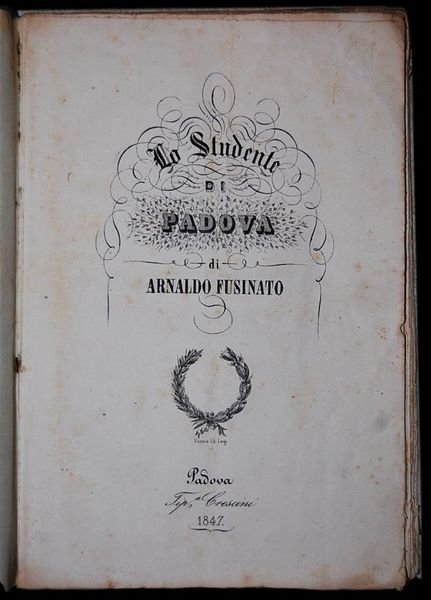 Lo Studente
DI
PADOVA
di
ARNALDO FUSINATO
Padova
Tip.a Crescini
1847.